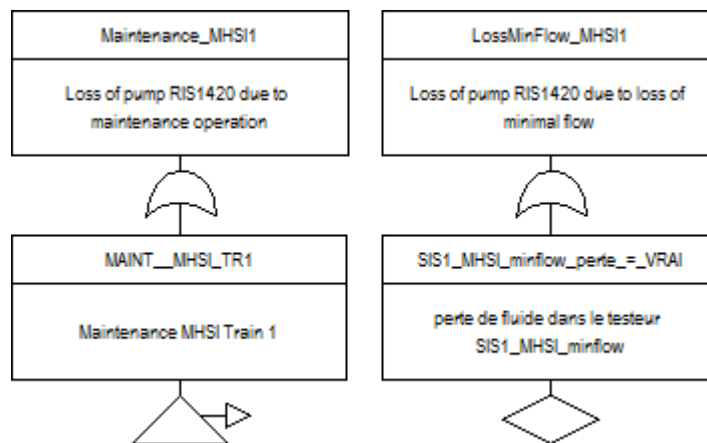 Maintenance_MHSI1
Loss of pump RIS1420 due to
maintenance operation
MAINT__MHSI_TR1
Maintenance MHSI Train 1
LossMinFlow_MHSI1
Loss of pump RIS1420 due to loss of
minimal flow
SIS1_MHSI_minflow_perte_=_VRAI
perte de fluide dans le testeur
SIS1_MHSI_minflow